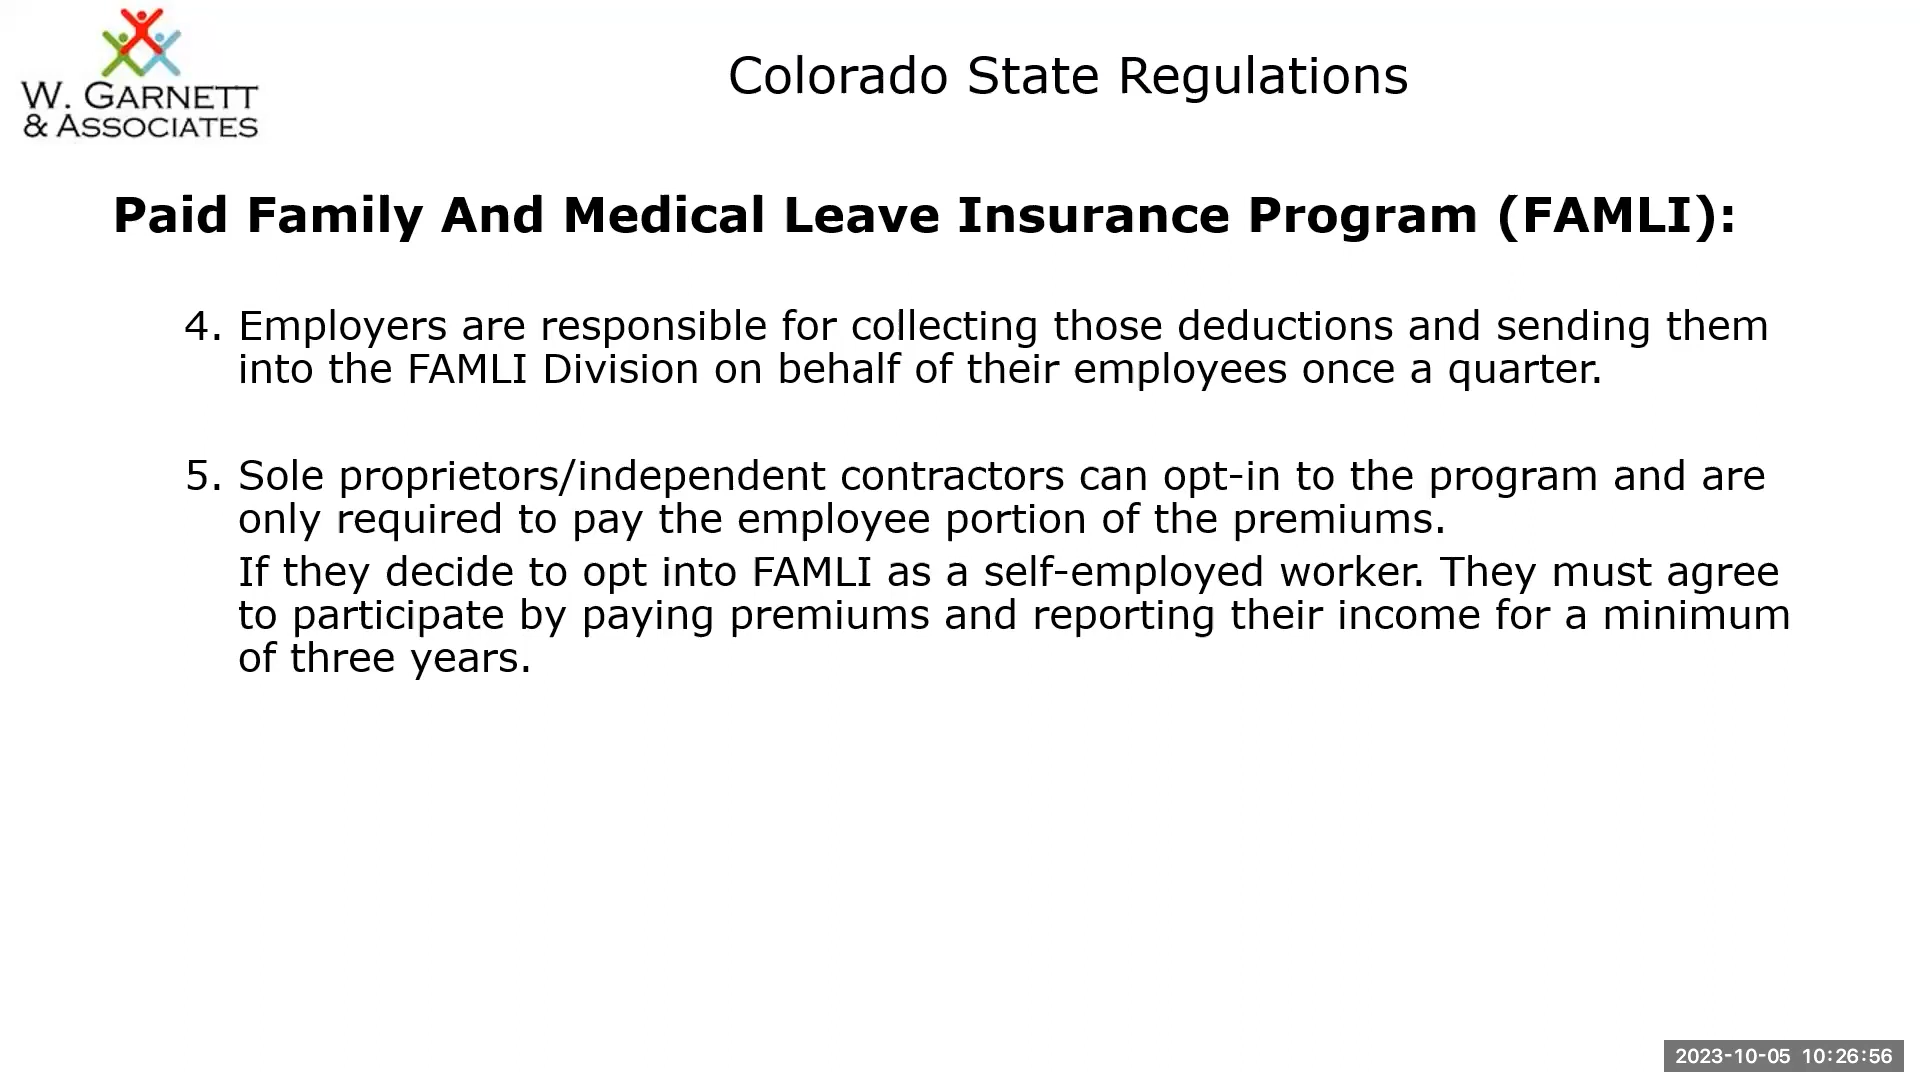 W. GARNETT
& ASSOCIATES
Colorado State Regulations
Paid Family And Medical Leave Insurance Program (FAMLI):
4. Employers are responsible for collecting those deductions and sending them
into the FAMLI Division on behalf of their employees once a quarter.
5. Sole proprietors/independent contractors can opt-in to the program and are
only required to pay the employee portion of the premiums.
If they decide to opt into FAMLI as a self-employed worker. They must agree
to participate by paying premiums and reporting their income for a minimum
of three years.
2023-10-05 10:26:56